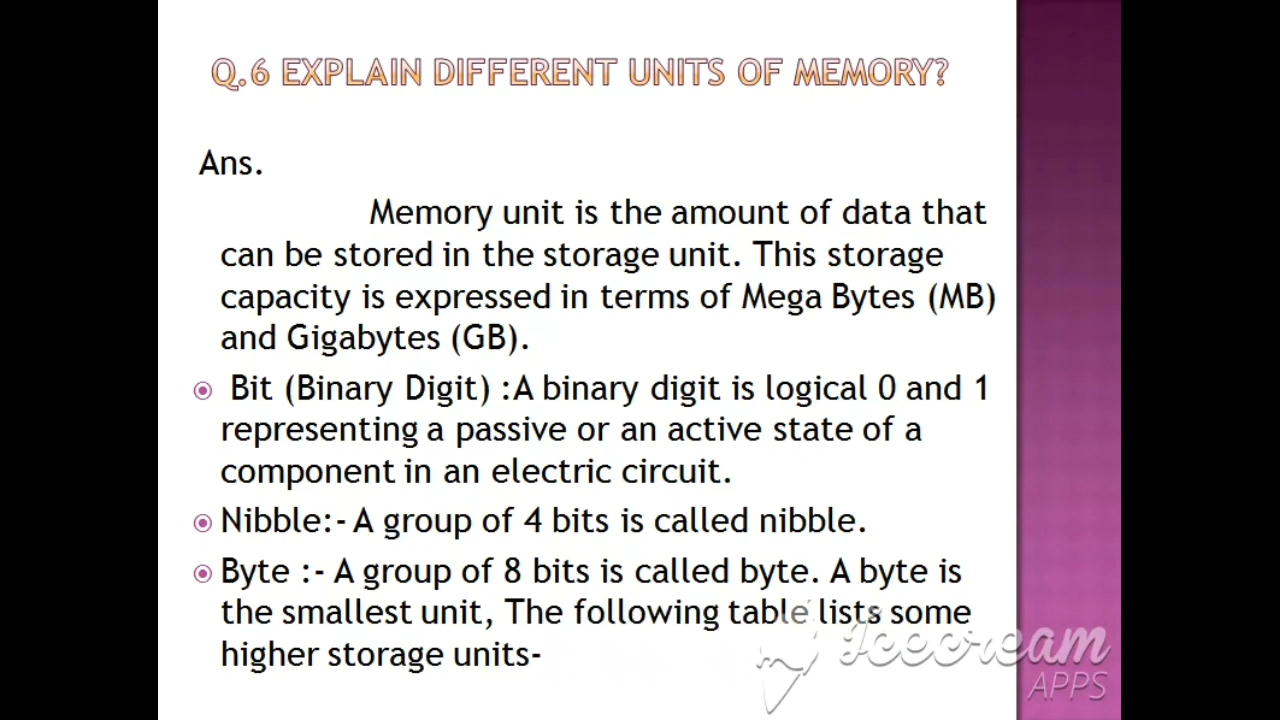 Q.6 EXPLAIN DIFFERENT UNITS OF MEMORY?
Ans.
Memory unit is the amount of data that
can be stored in the storage unit. This storage
capacity is expressed in terms of Mega Bytes (MB)
and Gigabytes (GB).
Bit (Binary Digit) :A binary digit is logical 0 and 1
representing a passive or an active state of a
component in an electric circuit.
Nibble:- A group of 4 bits is called nibble.
Byte :- A group of 8 bits is called byte. A byte is
the smallest unit, The following table lists some
higher storage units-
Icecream
APPS